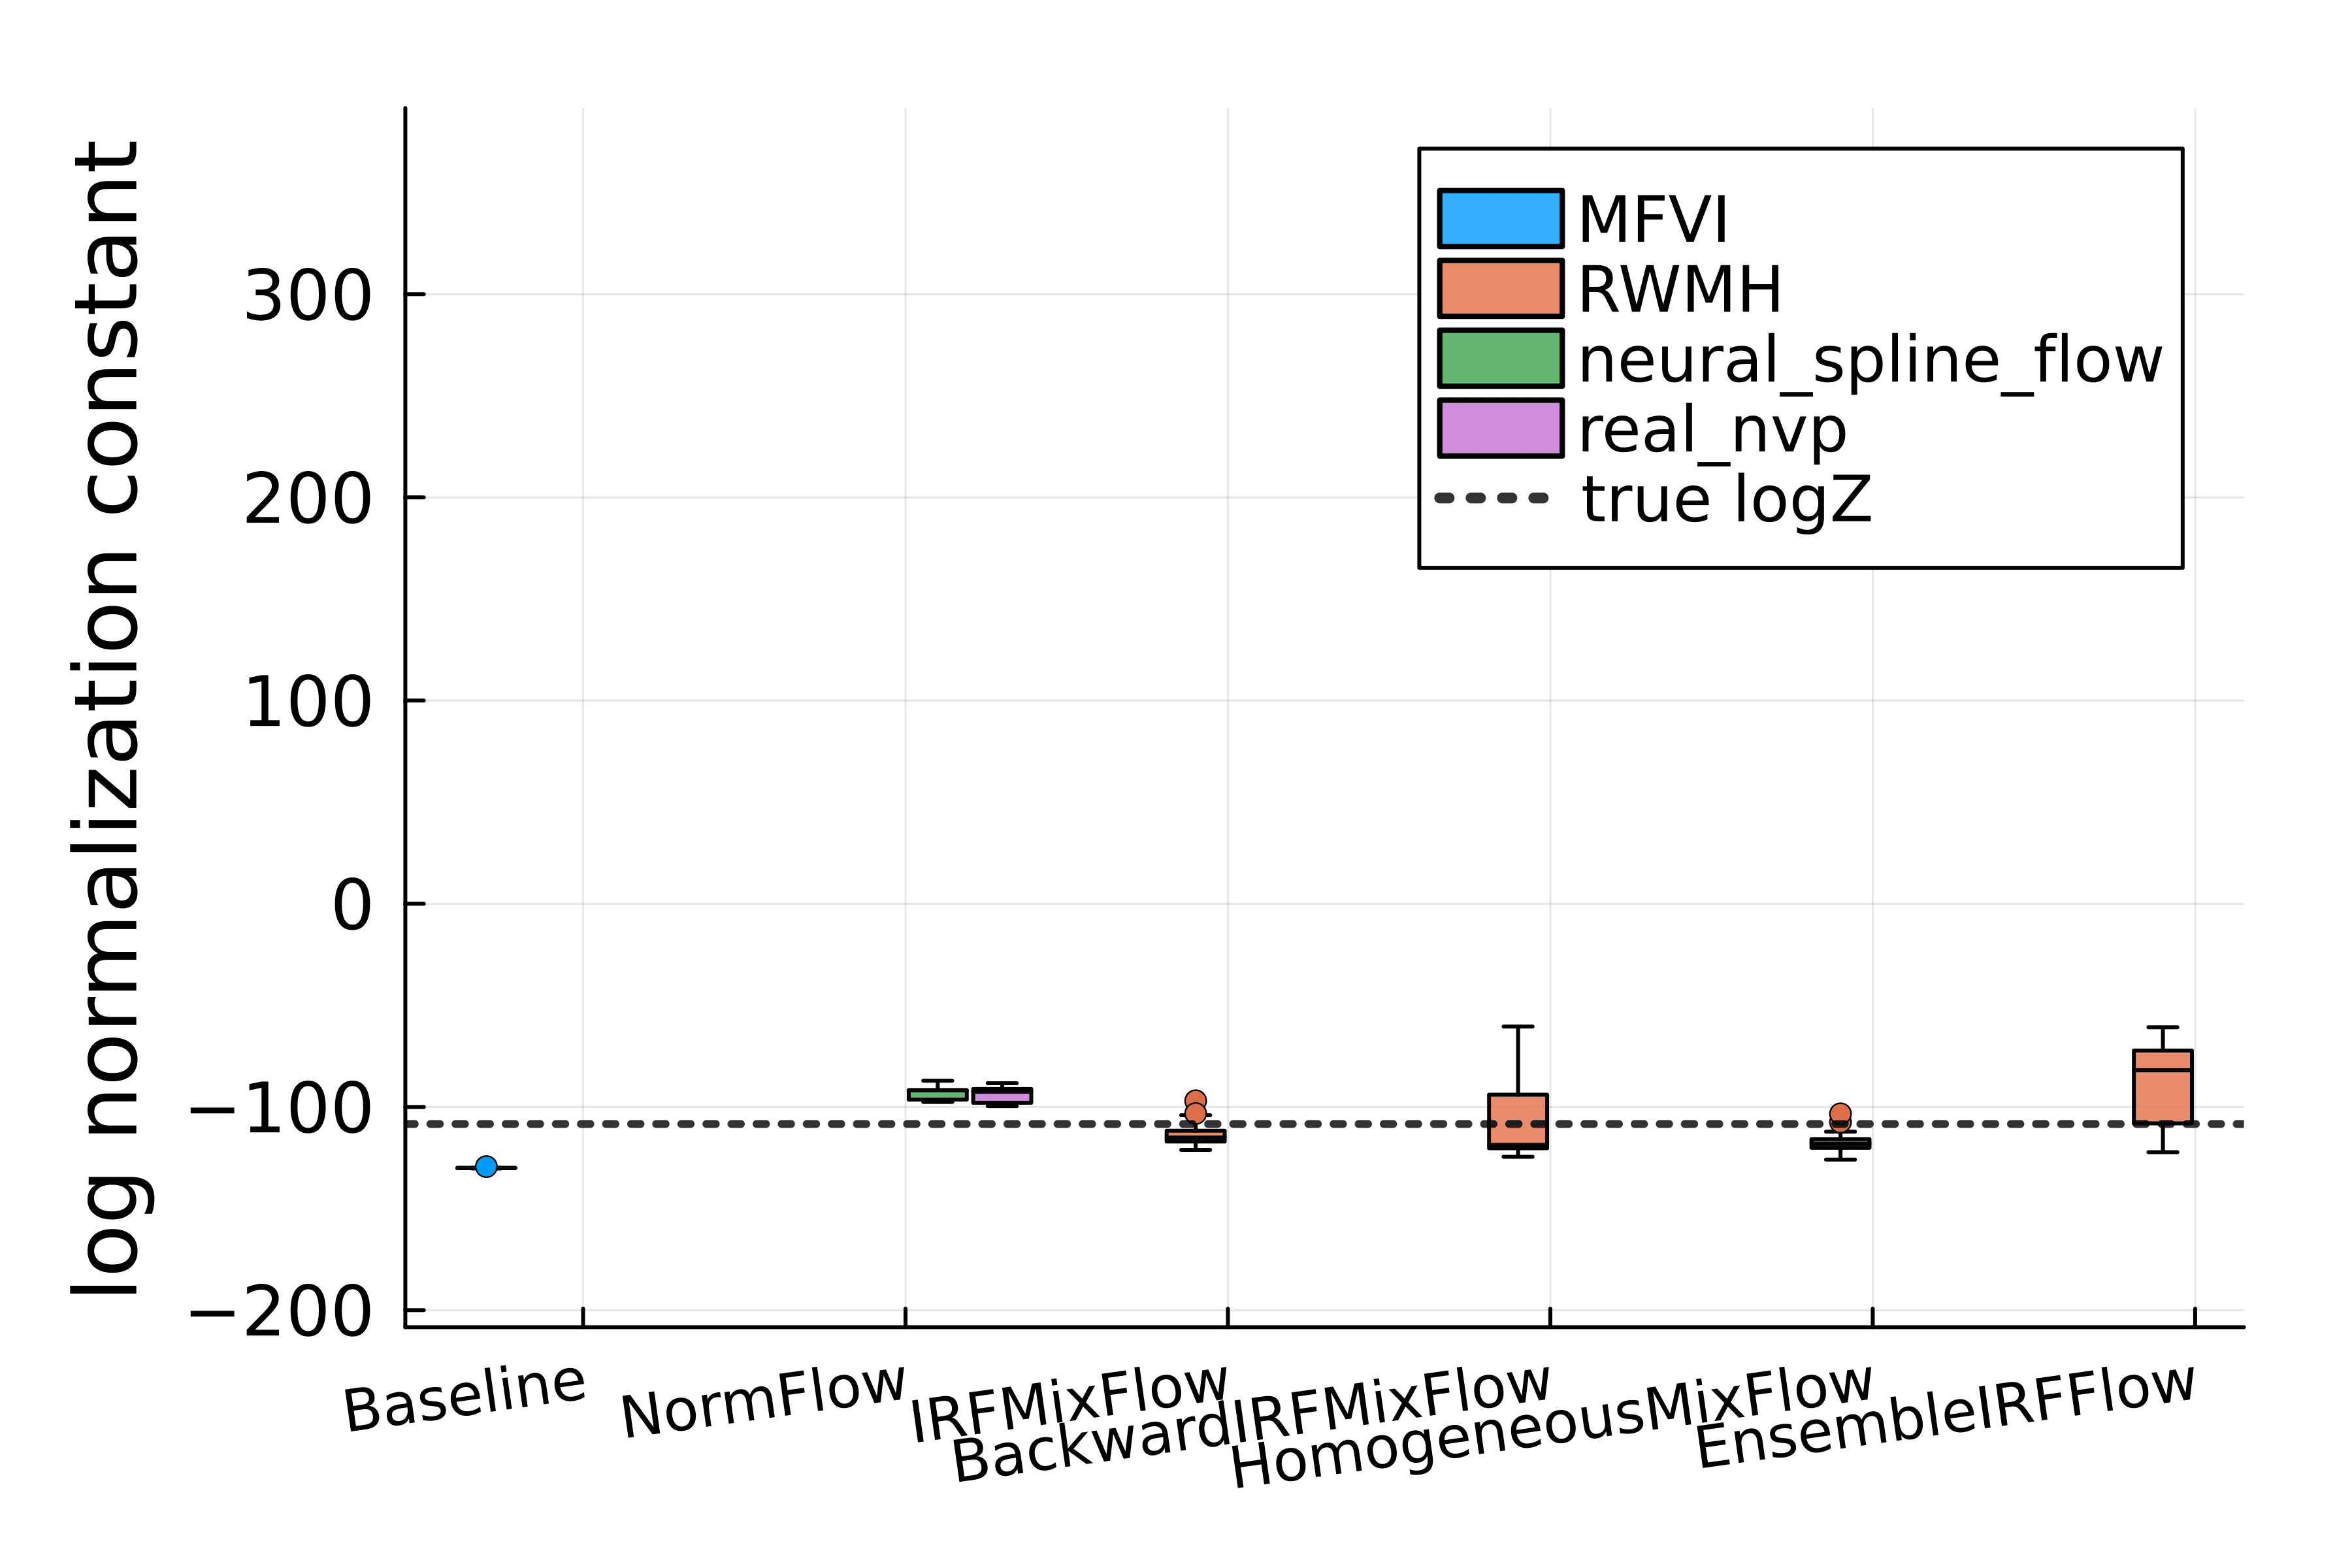 log normalization constant
300
200
100
0
−100
−200
MFVI
RWMH
neural_spline_flow
real_nvp
true logZ
Baseline
NormFlow
IRFMixFlow
BackwardIRFMixFlow
HomogeneousMixFlow
EnsembleIRFFlow